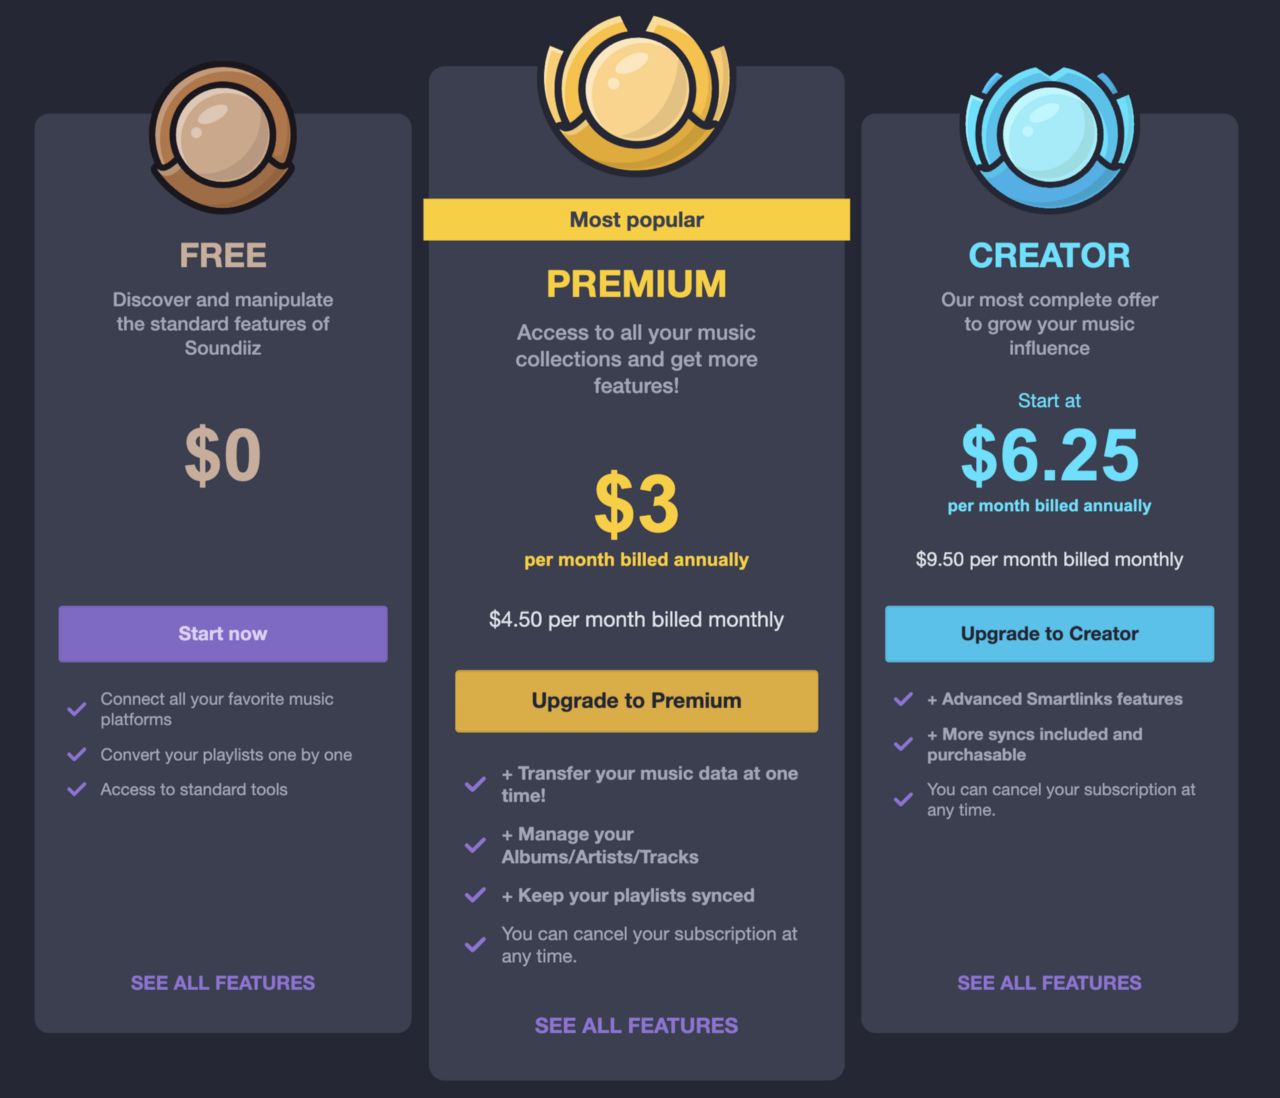 FREE
Discover and manipulate
the standard features of
Soundiiz
$0
Start now
Connect all your favorite music
platforms
Convert your playlists one by one
Access to standard tools
SEE ALL FEATURES
Most popular
PREMIUM
Access to all your music
collections and get more
features!
$3
per month billed annually
$4.50 per month billed monthly
Upgrade to Premium
+ Transfer your music data at one
time!
+ Manage your
Albums/Artists/Tracks
+ Keep your playlists synced
You can cancel your subscription at
any time.
SEE ALL FEATURES
CREATOR
Our most complete offer
to grow your music
influence
Start at
$6.25
per month billed annually
$9.50 per month billed monthly
Upgrade to Creator
+ Advanced Smartlinks features
+ More syncs included and
purchasable
You can cancel your subscription at
any time.
SEE ALL FEATURES